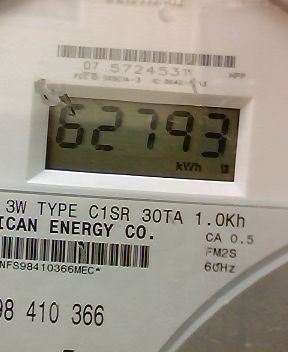 07 5724531
62793
kWh
3W TYPE C1SR 30TA 1.0Kh
ICAN ENERGY CO.
CA 0.5
FM2S
60Hz
NFS98410366MEC*
98 410 366